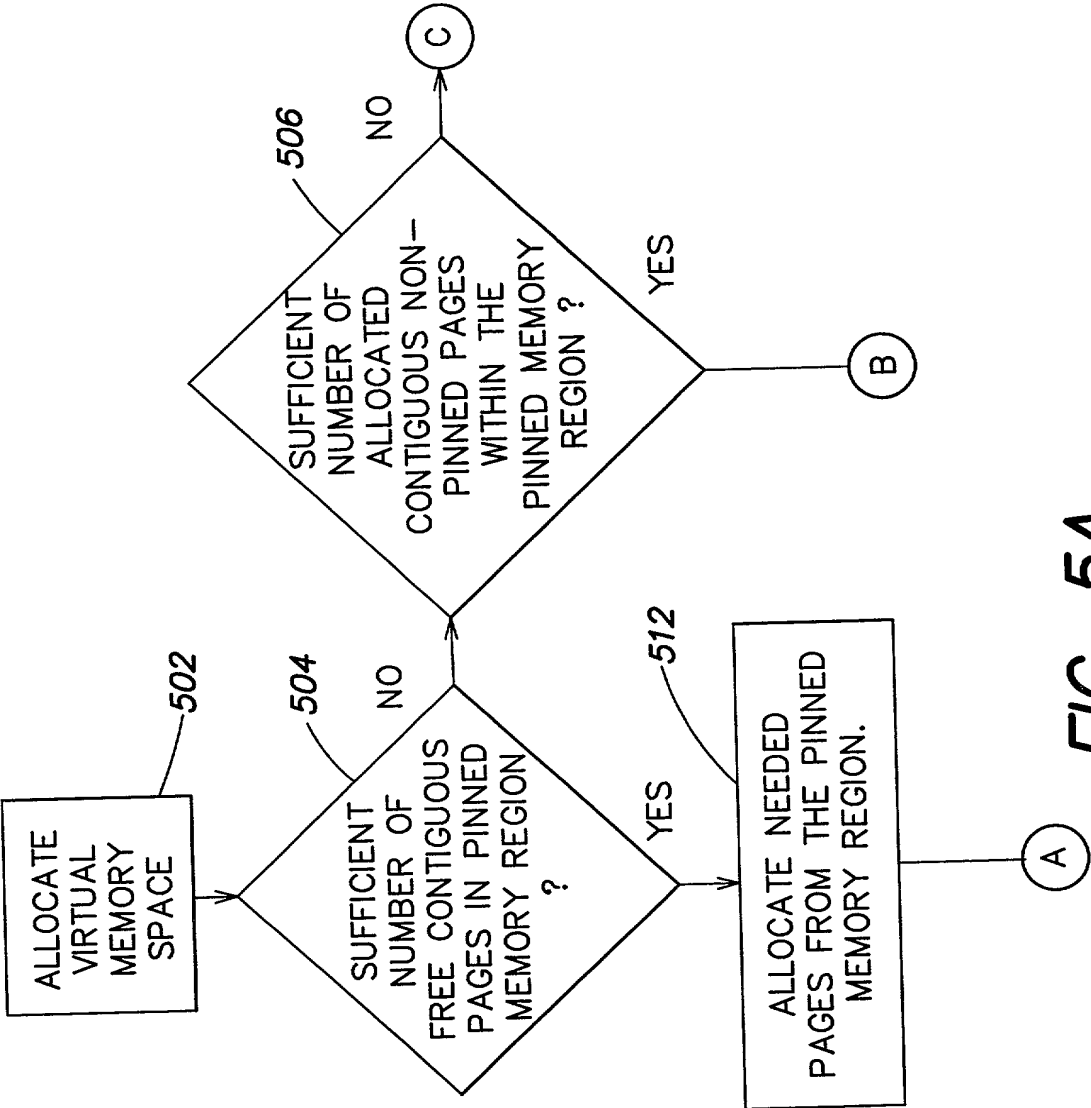 ALLOCATE
VIRTUAL
MEMORY
SPACE
502
SUFFICIENT
NUMBER OF
FREE CONTIGUOUS
PAGES IN PINNED
MEMORY REGION
?
504
NO
YES
SUFFICIENT
NUMBER OF
ALLOCATED
CONTIGUOUS NON-
PINNED PAGES
WITHIN THE
PINNED MEMORY
REGION ?
506
NO
C
YES
B
ALLOCATE NEEDED
PAGES FROM THE PINNED
MEMORY REGION.
512
A
FIG. 5A